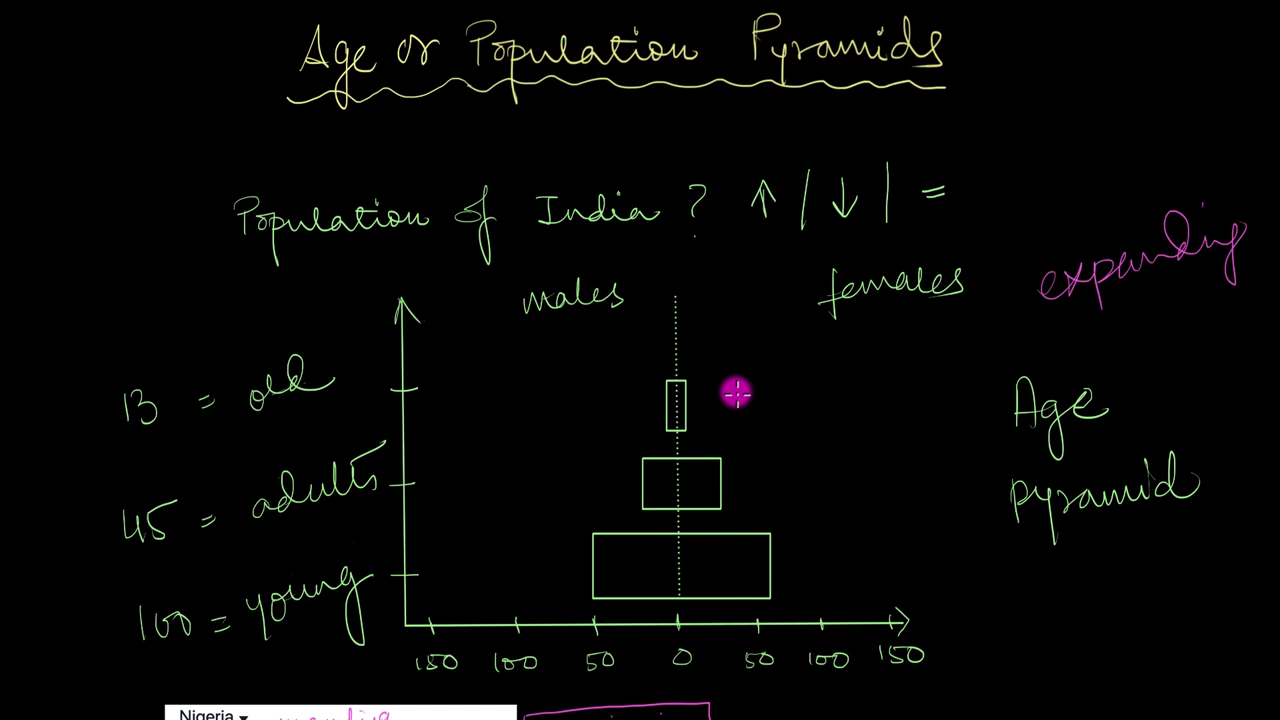 Age or Population Pyramids
Population of India ? ↑ | ↓ | =
expanding
males females
13 = old
Age
45 = adults
pyramid
100 = young
150 100 50 0 50 100 150
Nigeria